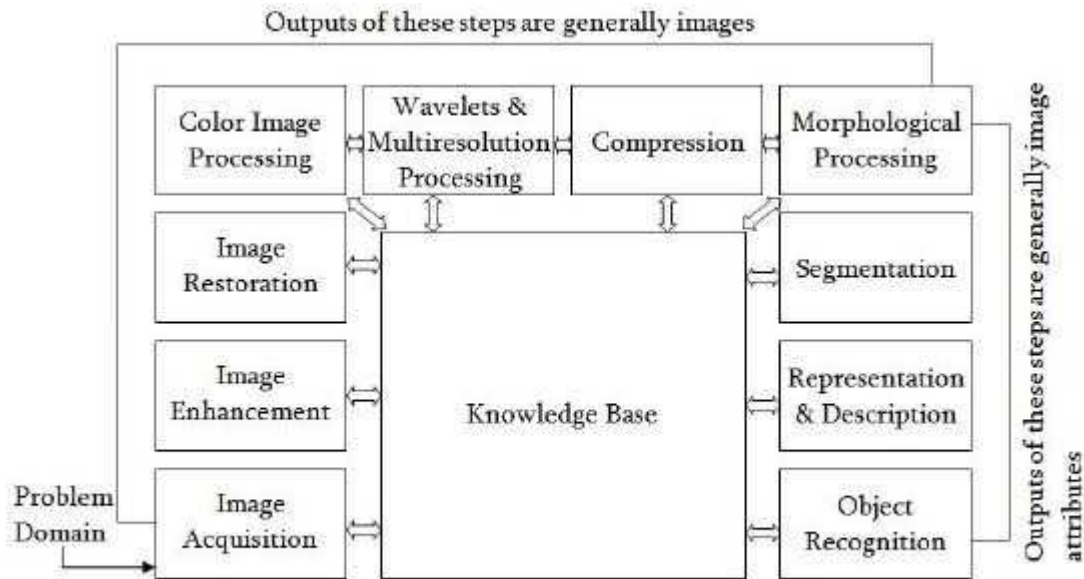 Outputs of these steps are generally images
Color Image
Processing
Wavelets &
Multiresolution
Processing
Compression
Morphological
Processing
Image
Restoration
Segmentation
Image
Enhancement
Knowledge Base
Representation
& Description
Problem
Domain
Image
Acquisition
Object
Recognition
Outputs of these steps are generally image
attributes